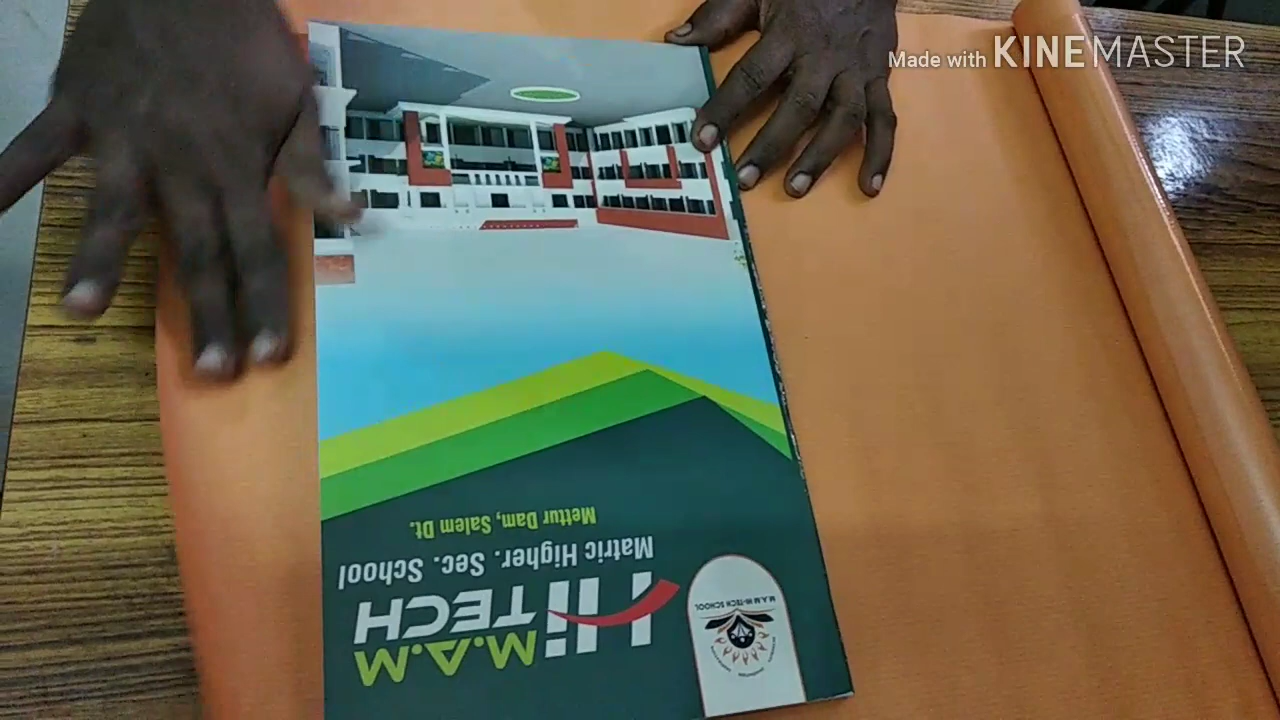 Made with KINEMASTER
M.A.M
Hi TECH
Matric Higher. Sec. School
Mettur Dam, Salem Dt.
M.A.M HI-TECH SCHOOL